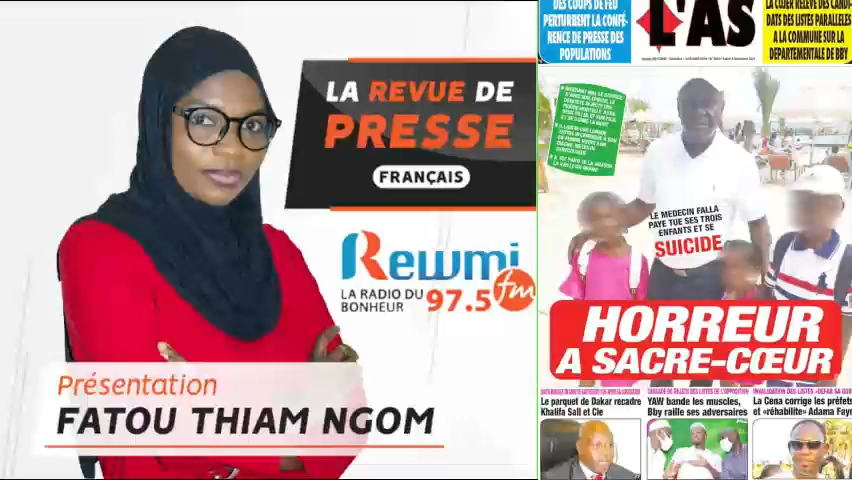 LA REVUE DE
PRESSE
FRANÇAIS
Rewmi
fm
LA RADIO DU
BONHEUR 97.5
Présentation
FATOU THIAM NGOM
DES COUPS DE FEU
PERTURBENT LA CONFÉ-
RENCE DE PRESSE DES
POPULATIONS
L'AS
LA COJER RELÈVE DES CANDI-
DATS DES LISTES PARALLELES
A LA COMMUNE SUR LA
DEPARTEMENTALE DE BBY
LE MEDECIN FALLA
PAYE TUE SES TROIS
ENFANTS ET SE
SUICIDE
HORREUR
A SACRE-CŒUR
Le parquet de Dakar recadre
Khalifa Sall et Cie
YAW bande les muscles,
Bby raille ses adversaires
La Cena corrige les préfets
et «réhabilite» Adama Faye